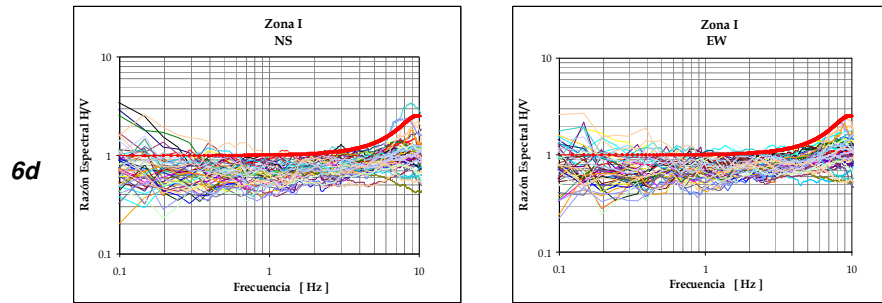 6d
Zona I
NS
Razón Espectral H/V
10
1
0.1
0.1
1
10
Frecuencia [ Hz ]
Zona I
EW
Razón Espectral H/V
10
1
0.1
0.1
1
10
Frecuencia [ Hz ]